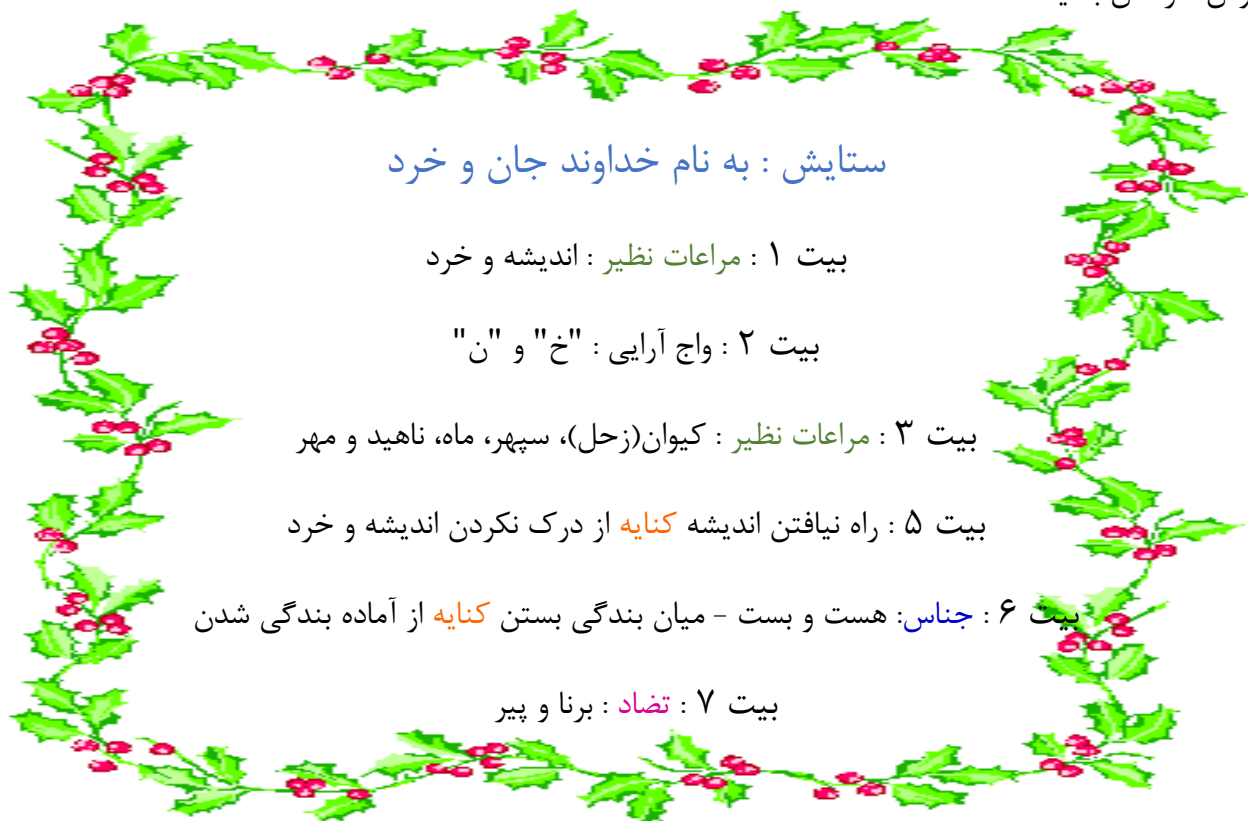 ستایش : به نام خداوند جان و خرد
بیت ۱ : مراعات نظیر : اندیشه و خرد
بیت ۲ : واج آرایی : "خ" و "ن"
بیت ۳ : مراعات نظیر : کیوان(زحل)، سپهر، ماه، ناهید و مهر
بیت ۵ : راه نیافتن اندیشه کنایه از درک نکردن اندیشه و خرد
بیت ۶ : جناس: هست و بست - میان بندگی بستن کنایه از آماده بندگی شدن
بیت ۷ : تضاد : برنا و پیر